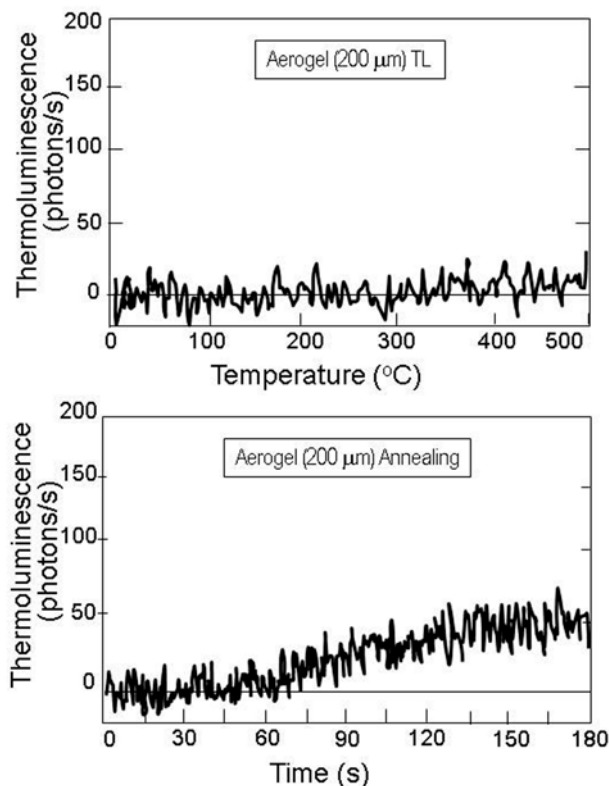 Thermoluminescence
(photons/s)
200
150
100
50
0
Aerogel (200 μm) TL
0 100 200 300 400 500
Temperature (°C)
Thermoluminescence
(photons/s)
200
150
100
50
0
Aerogel (200 μm) Annealing
0 30 60 90 120 150 180
Time (s)